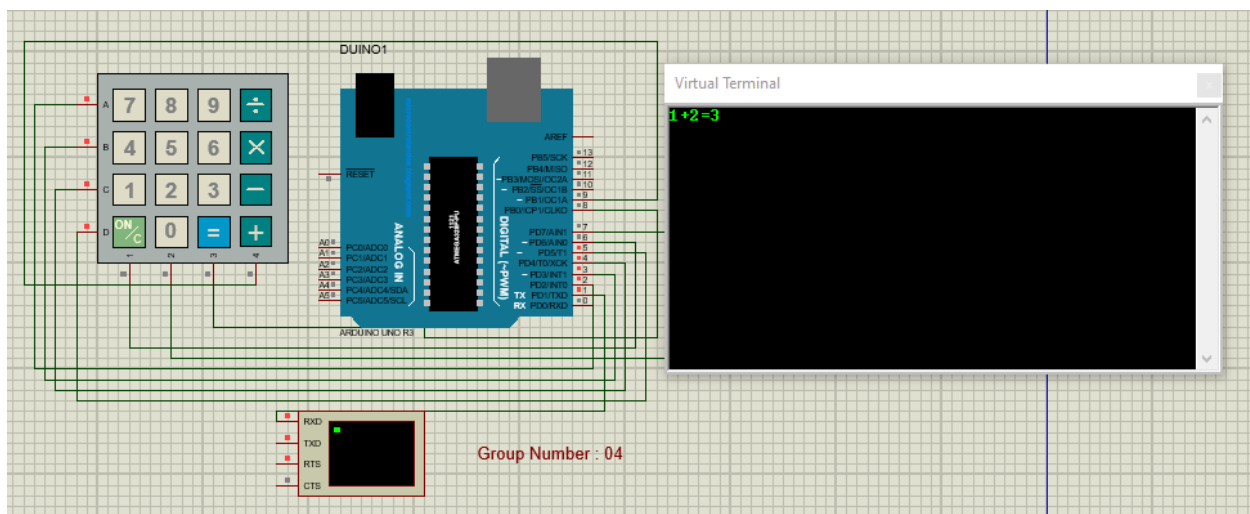 DUINO1
Virtual Terminal
1+2=3
A 7 8 9 ÷
B 4 5 6 ×
C 1 2 3 −
D ON/C 0 = +
1 2 3 4
RESET
AREF
PB5/SCK 13
PB4/MISO 12
~PB3/MOSI/OC2A 11
~ PB2/SS/OC1B 10
~ PB1/OC1A 9
PB0/ICP1/CLKO 8
PD7/AIN1 7
~ PD6/AIN0 6
~ PD5/T1 5
PD4/T0/XCK 4
~ PD3/INT1 3
PD2/INT0 2
TX PD1/TXD 1
RX PD0/RXD 0
DIGITAL (~PWM)
ANALOG IN
A0 PC0/ADC0
A1 PC1/ADC1
A2 PC2/ADC2
A3 PC3/ADC3
A4 PC4/ADC4/SDA
A5 PC5/ADC5/SCL
ARDUINO UNO R3
RXD
TXD
RTS
CTS
Group Number : 04